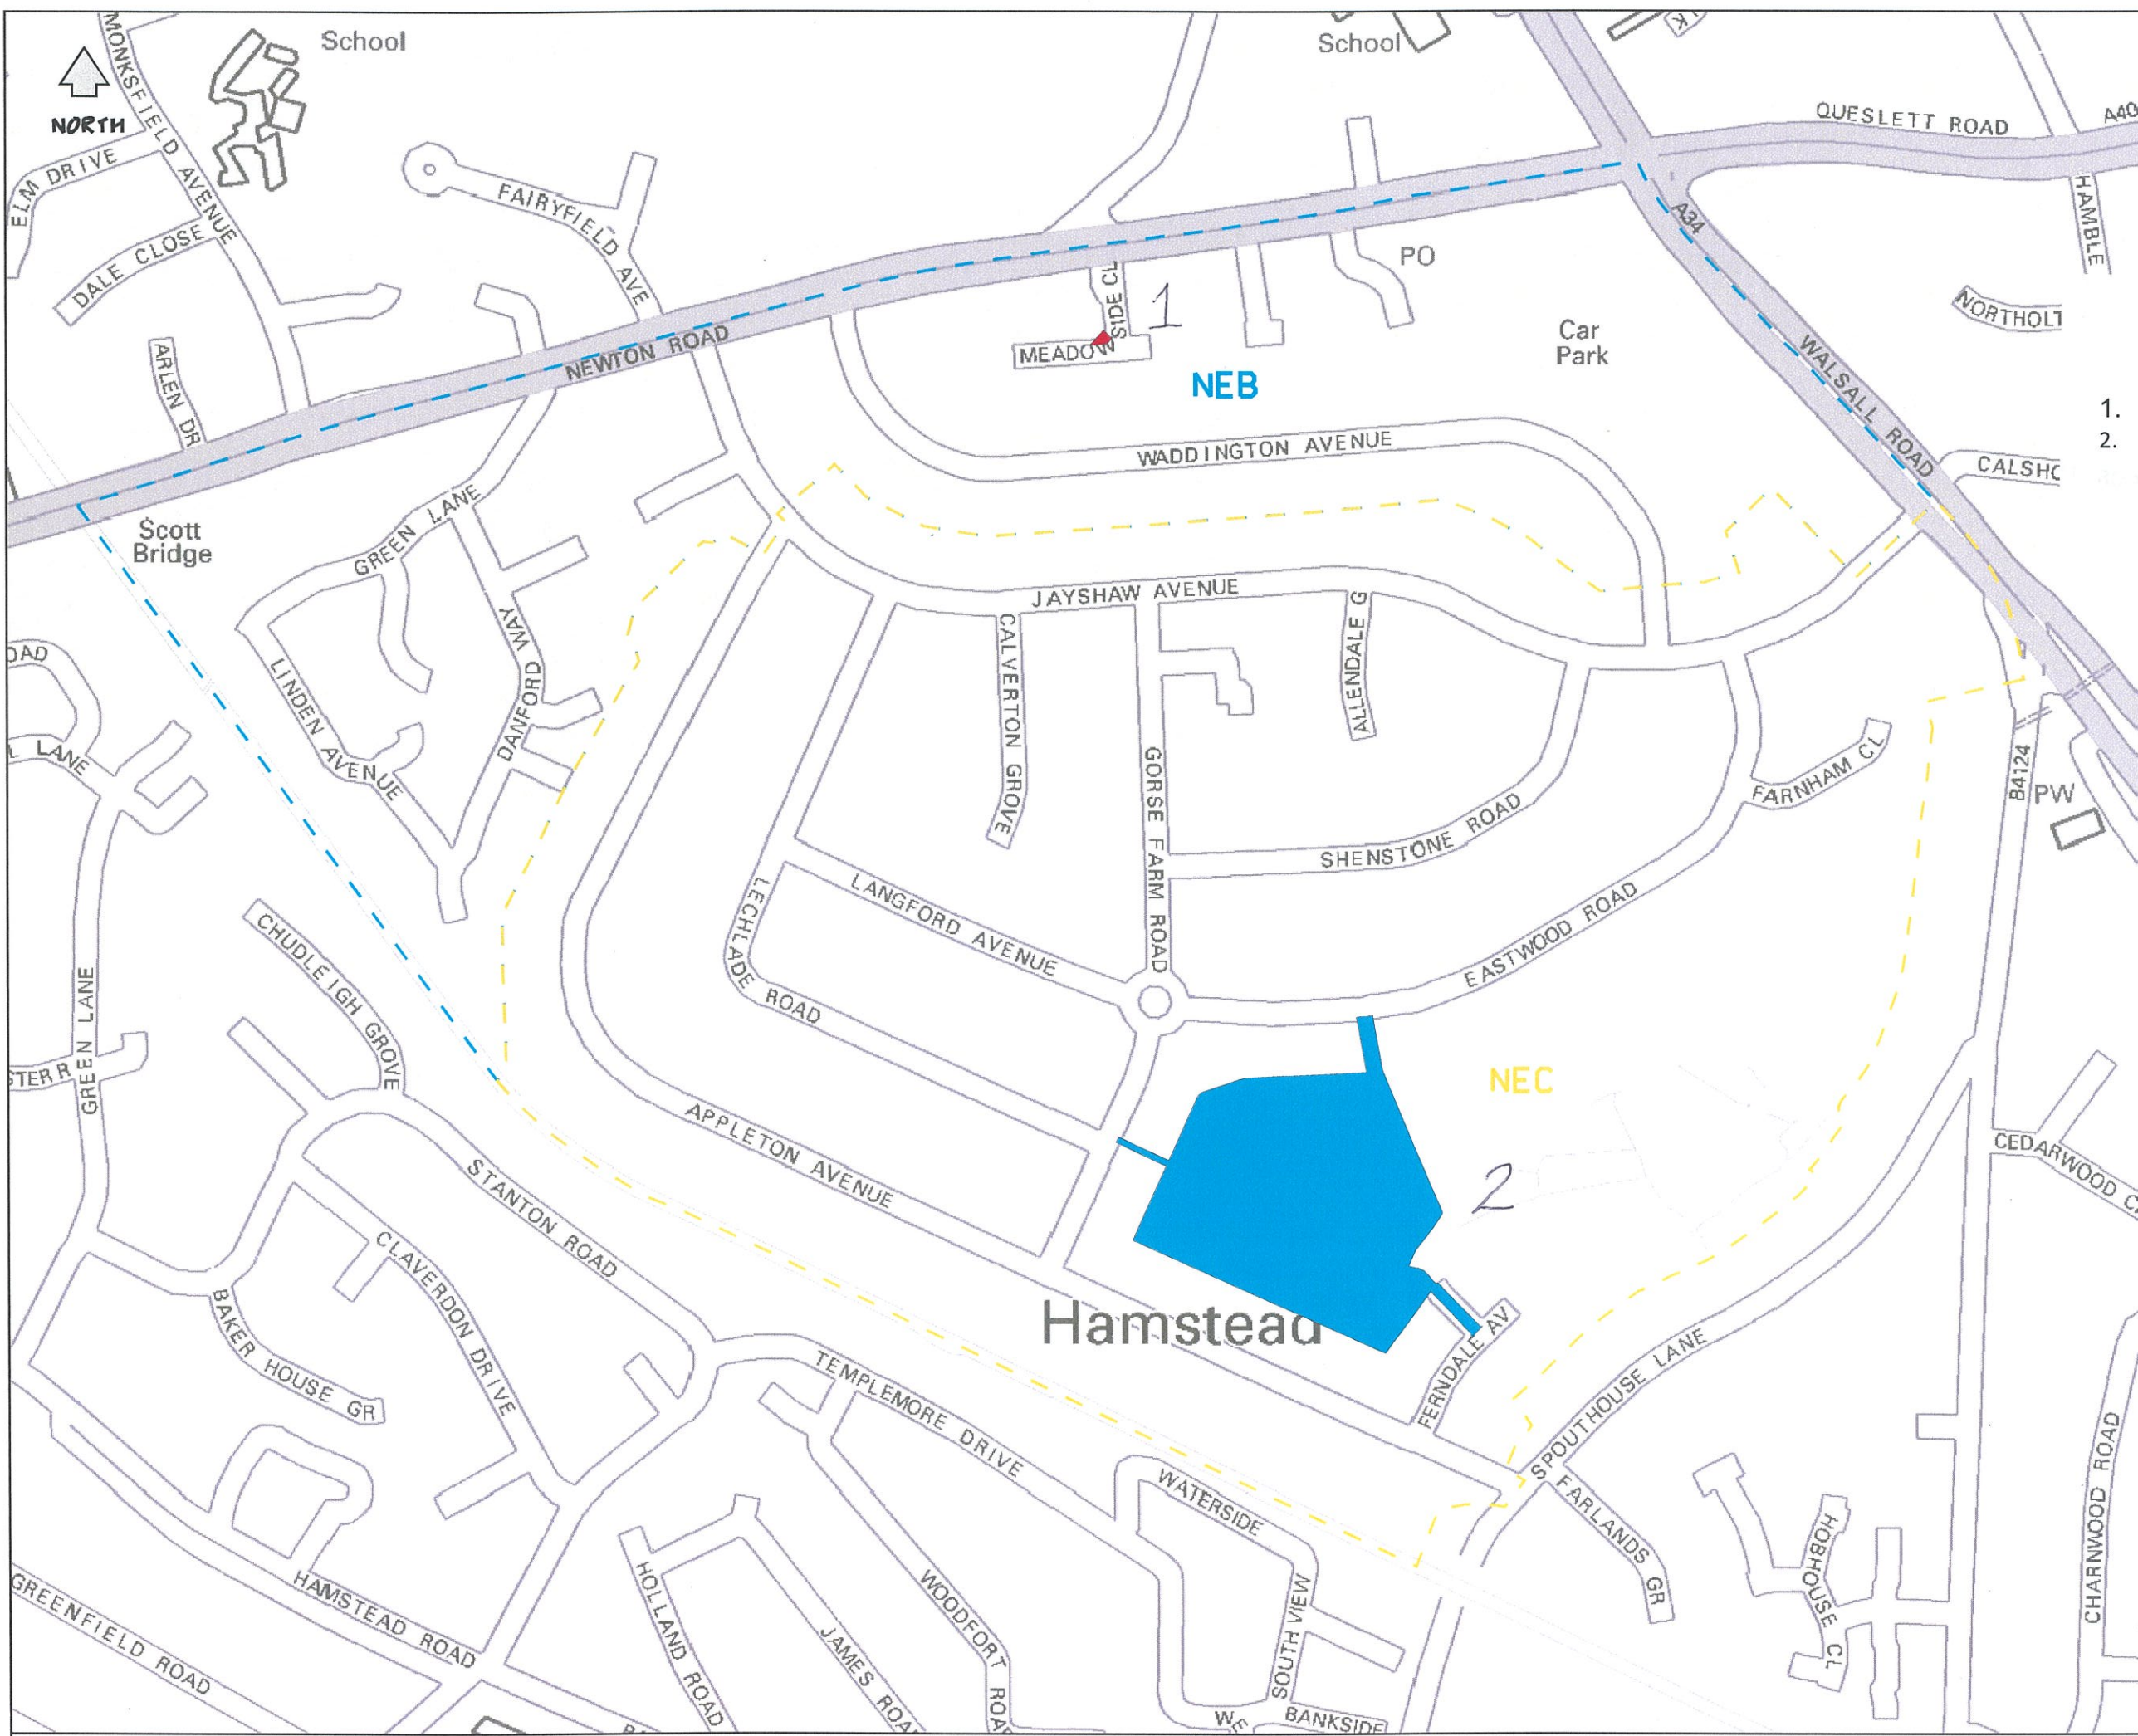 School
School
NORTH
MONKSFIELD AVENUE
ELM DRIVE
DALE CLOSE
FAIRYFIELD AVE
QUESLETT ROAD
A40
HAMBLE
A34
PO
MEADOW
SIDE CL
1
NEWTON ROAD
ARLEN DR
NEB
Car
Park
NORTHOLT
WALSALL ROAD
1.
2.
WADDINGTON AVENUE
CALSHO
Scott
Bridge
GREEN LANE
DANFORD WAY
LINDEN AVENUE
JAYSHAW AVENUE
CALVERTON GROVE
ALLENDALE G
OAD
L LANE
GORSE FARM ROAD
FARNHAM CL
B4124
PW
SHENSTONE ROAD
LANGFORD AVENUE
LECHLADE ROAD
EASTWOOD ROAD
CHUDLEIGH GROVE
GREEN LANE
STER R
NEC
APPLETON AVENUE
2
CEDARWOOD C
STANTON ROAD
CLAVERDON DRIVE
BAKER HOUSE GR
Hamstead
FERNDALE AV
SPOUTHOUSE LANE
TEMPLEMORE DRIVE
WATERSIDE
FARLANDS GR
HOBHOUSE CL
CHARNWOOD ROAD
HAMSTEAD ROAD
GREENFIELD ROAD
HOLLAND ROAD
JAMES ROA
WOODFORT ROA
SOUTH VIEW
BANKSIDE
WE